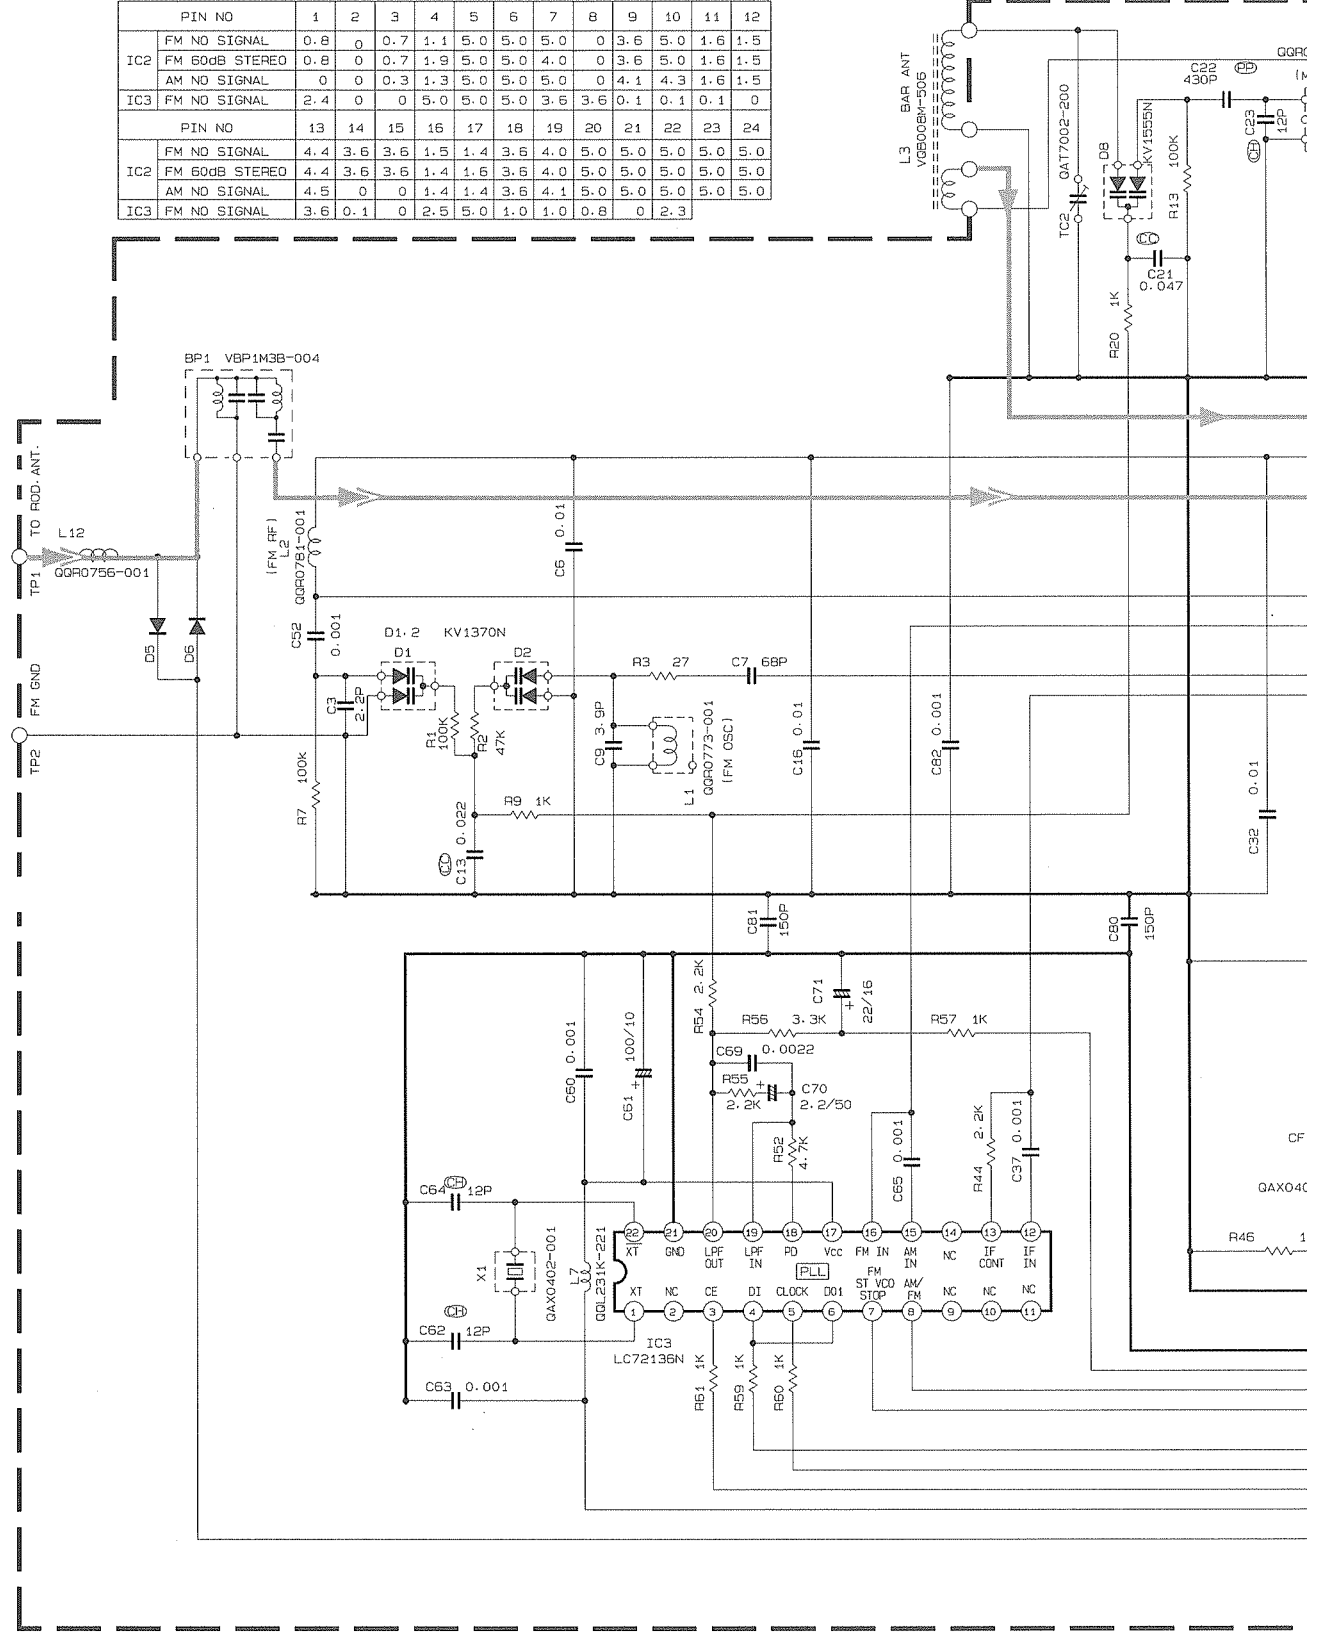 PIN NO 1 2 3 4 5 6 7 8 9 10 11 12
IC2 FM NO SIGNAL 0.8 0 0.7 1.1 5.0 5.0 5.0 0 3.6 5.0 1.6 1.5
FM 60dB STEREO 0.8 0 0.7 1.9 5.0 5.0 4.0 0 3.6 5.0 1.6 1.5
AM NO SIGNAL 0 0 0.3 1.3 5.0 5.0 5.0 0 4.1 4.3 1.6 1.5
IC3 FM NO SIGNAL 2.4 0 0 5.0 5.0 5.0 3.6 3.6 0.1 0.1 0.1 0
PIN NO 13 14 15 16 17 18 19 20 21 22 23 24
IC2 FM NO SIGNAL 4.4 3.6 3.6 1.5 1.4 3.6 4.0 5.0 5.0 5.0 5.0 5.0
FM 60dB STEREO 4.4 3.6 3.6 1.4 1.6 3.6 4.0 5.0 5.0 5.0 5.0 5.0
AM NO SIGNAL 4.5 0 0 1.4 1.4 3.6 4.1 5.0 5.0 5.0 5.0 5.0
IC3 FM NO SIGNAL 3.6 0.1 0 2.5 5.0 1.0 1.0 0.8 0 2.3
BAR ANT
L3
VQB008M-506
QAT7002-200
TC2
D8
KV1555N
100K
R13
C22
430P
PP
C23
12P
CH
CC
C21
0.047
1K
R20
BP1 VBP1M3B-004
TO ROD.ANT.
L12
QQR0756-001
TP1
D5
D6
FM GND
TP2
(FM RF)
L2
QQR0781-001
0.01
C6
C52
0.001
D1.2 KV1370N
D1
D2
C3
2.2P
R1
100K
R2
47K
R3 27
C7 68P
C9 3.9P
L1
QQR0773-001
(FM OSC)
C16 0.01
C82 0.001
C32 0.01
R7 100K
R9 1K
CC
C13 0.022
C81
150P
C80
150P
R54 2.2K
C71
22/16
R56 3.3K
R57 1K
C69 0.0022
R55
2.2K
C70
2.2/50
C60 0.001
C61 100/10
R52
4.7K
C65 0.001
R44 2.2K
C37 0.001
CF
QAX040
R46 1
C64 CH 12P
X1
QAX0402-001
L7
QQL231K-221
CH
C62 12P
C63 0.001
22 21 20 19 18 17 16 15 14 13 12
XT GND LPF OUT LPF IN PD Vcc FM IN AM IN NC IF CONT IF IN
PLL
XT NC CE DI CLOCK DO1 FM ST VCO STOP AM/FM NC NC NC
1 2 3 4 5 6 7 8 9 10 11
IC3
LC72136N
R61 1K
R59 1K
R60 1K